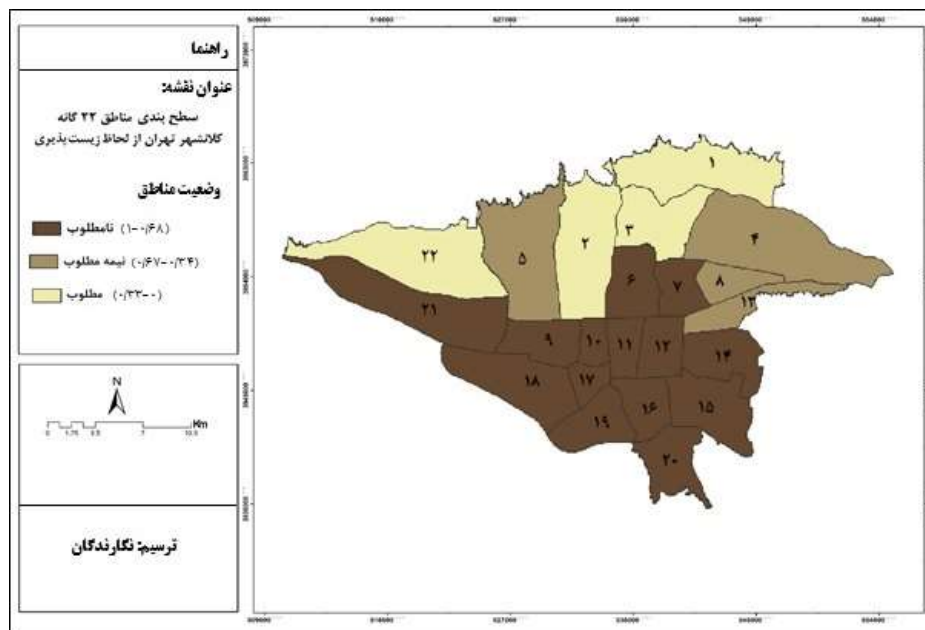 راهنما
عنوان نقشه:
سطح بندی مناطق ۲۲ گانه
کلانشهر تهران از لحاظ زیست‌پذیری
وضعیت مناطق
نامطلوب (۱-۰/۶۸)
نیمه مطلوب (۰/۶۷-۰/۳۴)
مطلوب (۰/۳۳-۰)
N
Km
ترسیم: نگارندگان
۱
۲
۳
۴
۵
۲۲
۶
۷
۸
۱۳
۲۱
۹
۱۰
۱۱
۱۲
۱۴
۱۸
۱۷
۱۹
۱۶
۱۵
۲۰